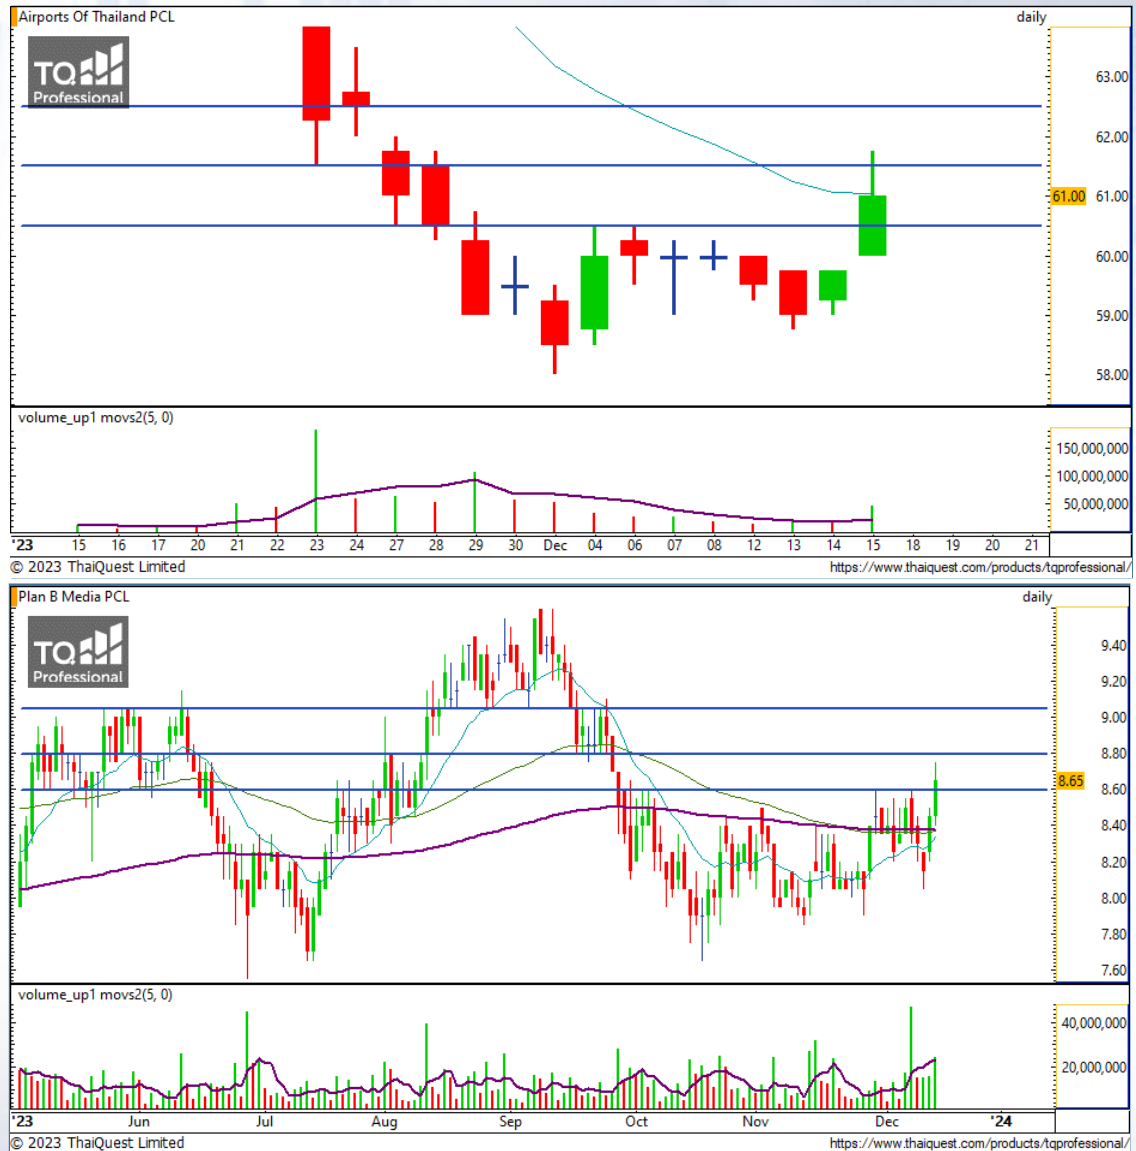 Airports Of Thailand PCL
daily
TQ
Professional
63.00
62.00
61.00
61.00
60.00
59.00
58.00
volume_up1 movs2(5, 0)
150,000,000
100,000,000
50,000,000
'23 15 16 17 20 21 22 23 24 27 28 29 30 Dec 04 06 07 08 12 13 14 15 18 19 20 21
© 2023 ThaiQuest Limited
https://www.thaiquest.com/products/tqprofessional/
Plan B Media PCL
daily
TQ
Professional
9.40
9.20
9.00
8.80
8.65
8.60
8.40
8.20
8.00
7.80
7.60
volume_up1 movs2(5, 0)
40,000,000
20,000,000
'23 Jun Jul Aug Sep Oct Nov Dec '24
© 2023 ThaiQuest Limited
https://www.thaiquest.com/products/tqprofessional/